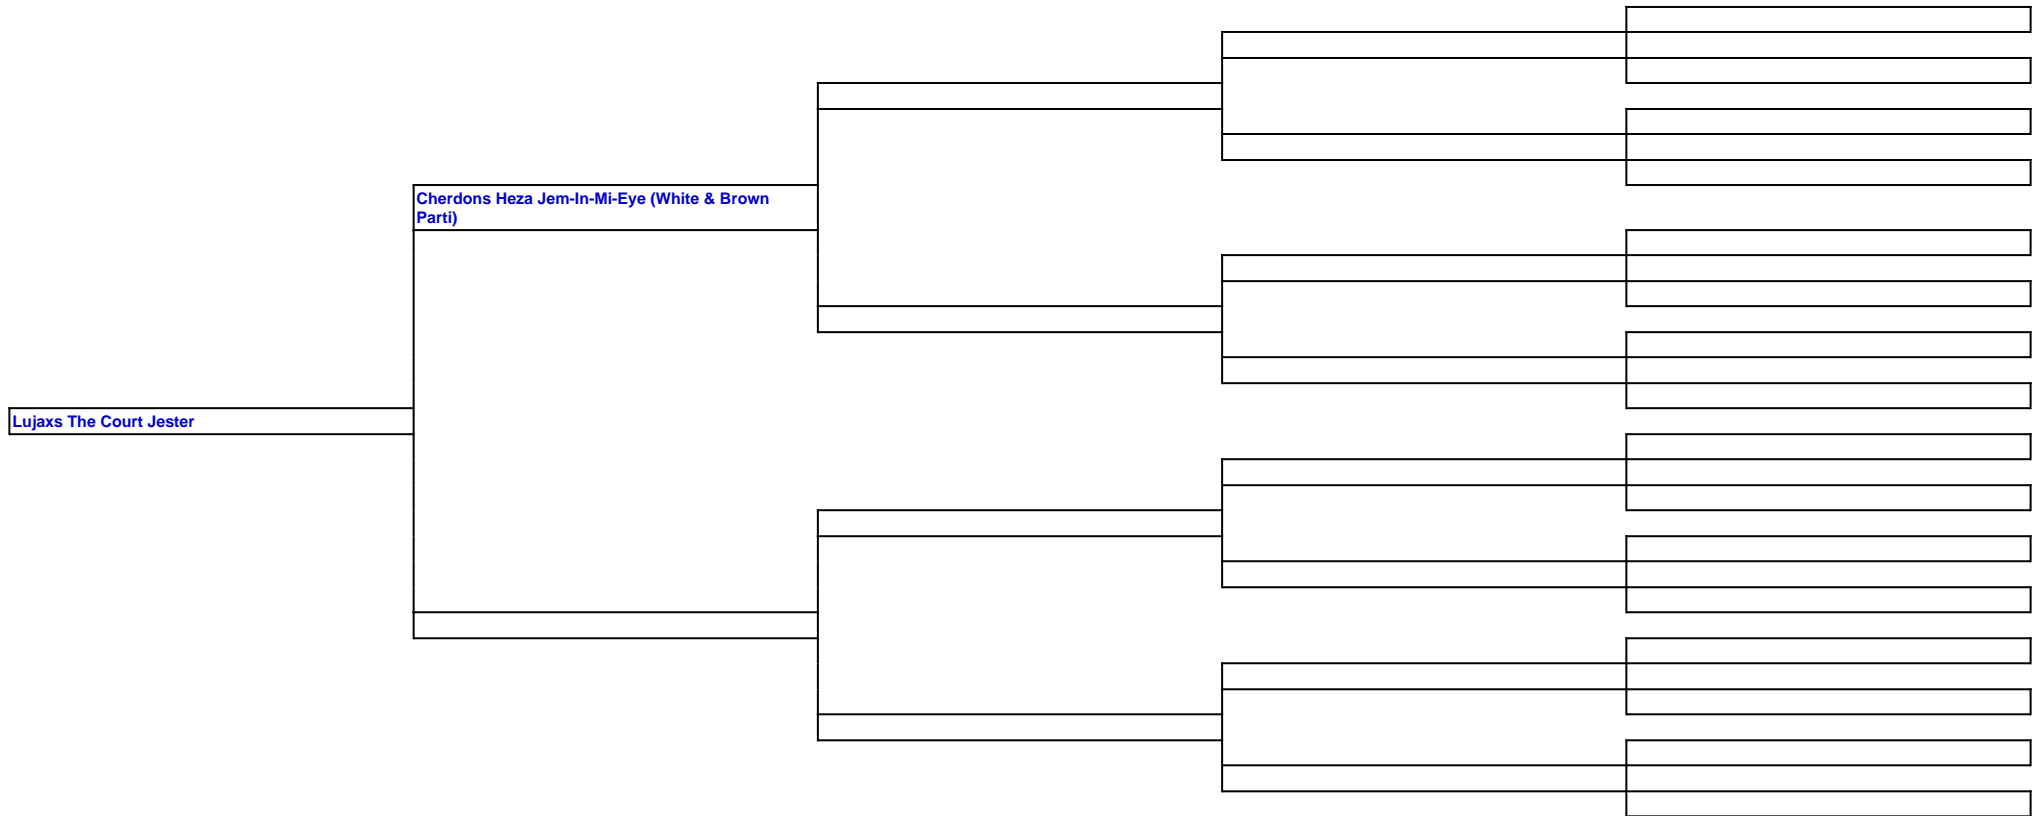 Cherdons Heza Jem-In-Mi-Eye (White & Brown
Parti)
Lujaxs The Court Jester